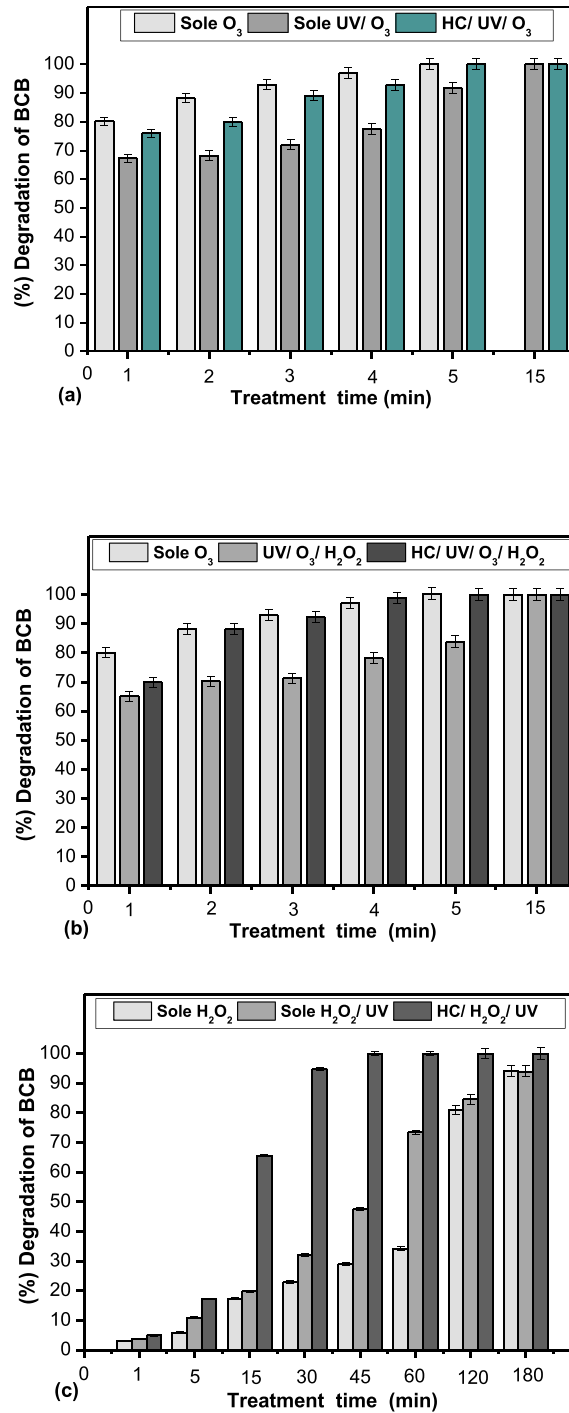 Sole O₃ Sole UV/ O₃ HC/ UV/ O₃
100
90
80
70
60
50
40
30
20
10
0
(%) Degradation of BCB
0 1 2 3 4 5 15
(a) Treatment time (min)
Sole O₃ UV/ O₃/ H₂O₂ HC/ UV/ O₃/ H₂O₂
100
90
80
70
60
50
40
30
20
10
0
(%) Degradation of BCB
0 1 2 3 4 5 15
(b) Treatment time (min)
Sole H₂O₂ Sole H₂O₂/ UV HC/ H₂O₂/ UV
100
90
80
70
60
50
40
30
20
10
0
(%) Degradation of BCB
0 1 5 15 30 45 60 120 180
(c) Treatment time (min)